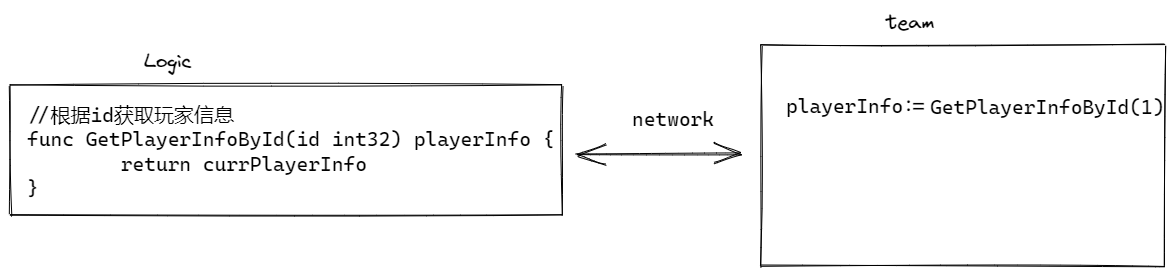 Logic
//根据id获取玩家信息
func GetPlayerInfoById(id int32) playerInfo {
return currPlayerInfo
}
network
team
playerInfo:= GetPlayerInfoById(1)